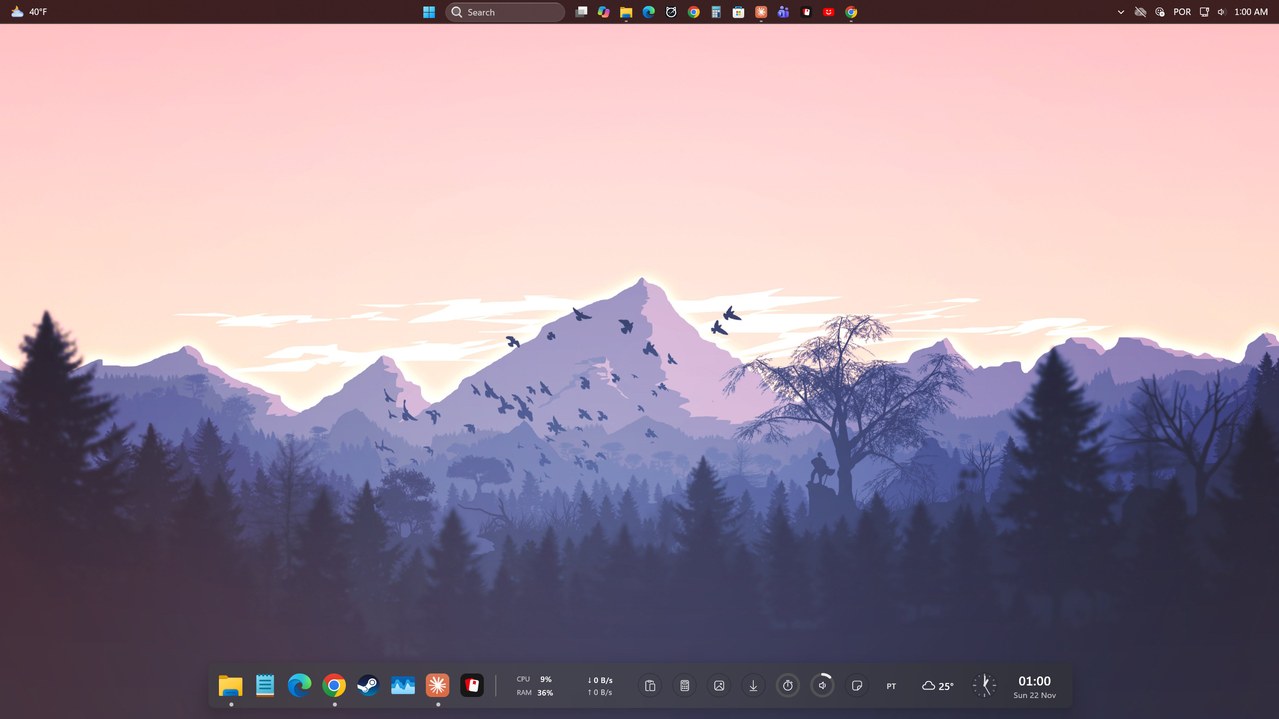 40°F
Search
POR
1:00 AM
CPU 9%
RAM 36%
↓ 0 B/s
↑ 0 B/s
PT
25°
01:00
Sun 22 Nov